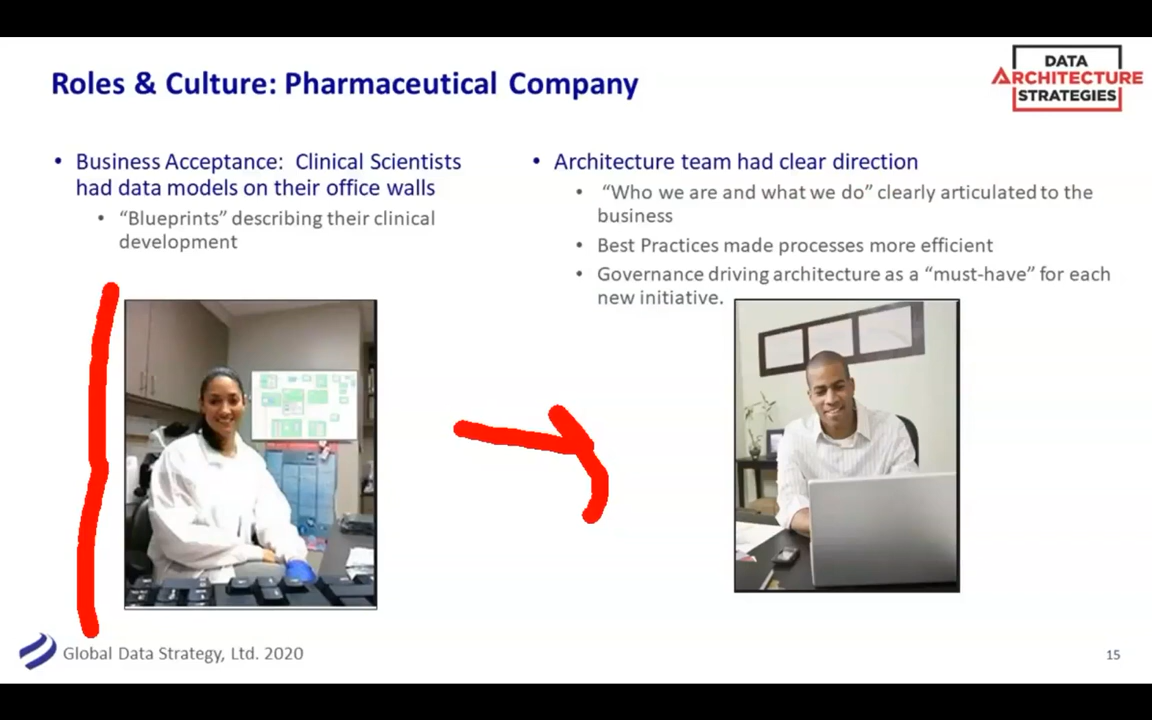 Roles & Culture: Pharmaceutical Company
DATA
ARCHITECTURE
STRATEGIES
• Business Acceptance: Clinical Scientists
had data models on their office walls
• “Blueprints” describing their clinical
development
• Architecture team had clear direction
• “Who we are and what we do” clearly articulated to the
business
• Best Practices made processes more efficient
• Governance driving architecture as a “must-have” for each
new initiative.
Global Data Strategy, Ltd. 2020
15